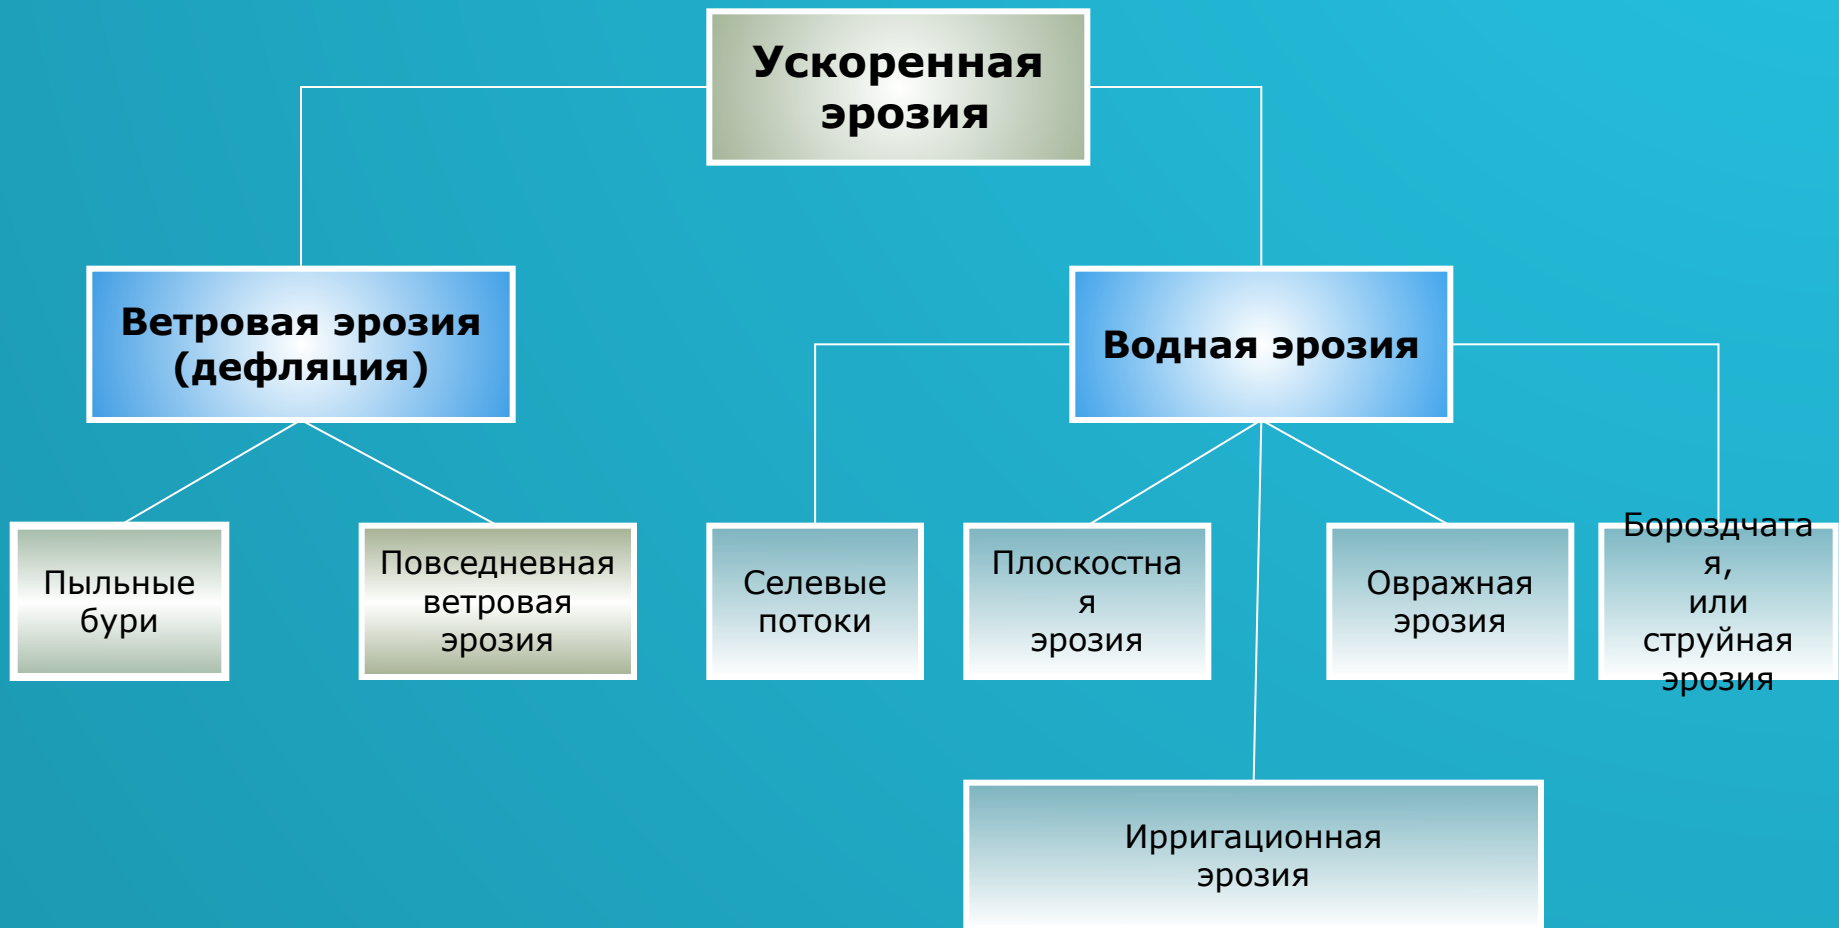 Ускоренная
эрозия
Ветровая эрозия
(дефляция)
Водная эрозия
Пыльные
бури
Повседневная
ветровая
эрозия
Селевые
потоки
Плоскостна
я
эрозия
Овражная
эрозия
Бороздчата
я,
или
струйная
эрозия
Ирригационная
эрозия